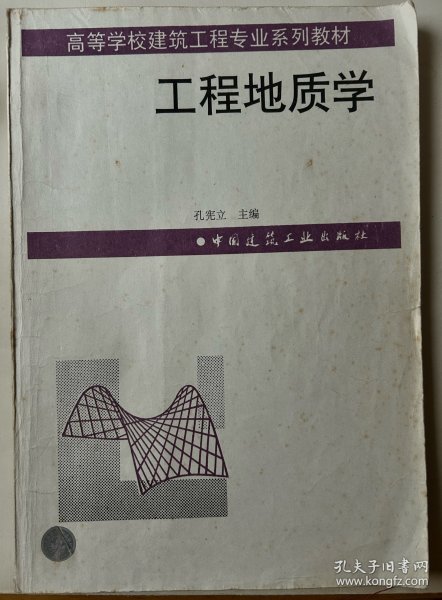 高等学校建筑工程专业系列教材
工程地质学
孔宪立 主编
中国建筑工业出版社
孔夫子旧书网
www.kongfz.com